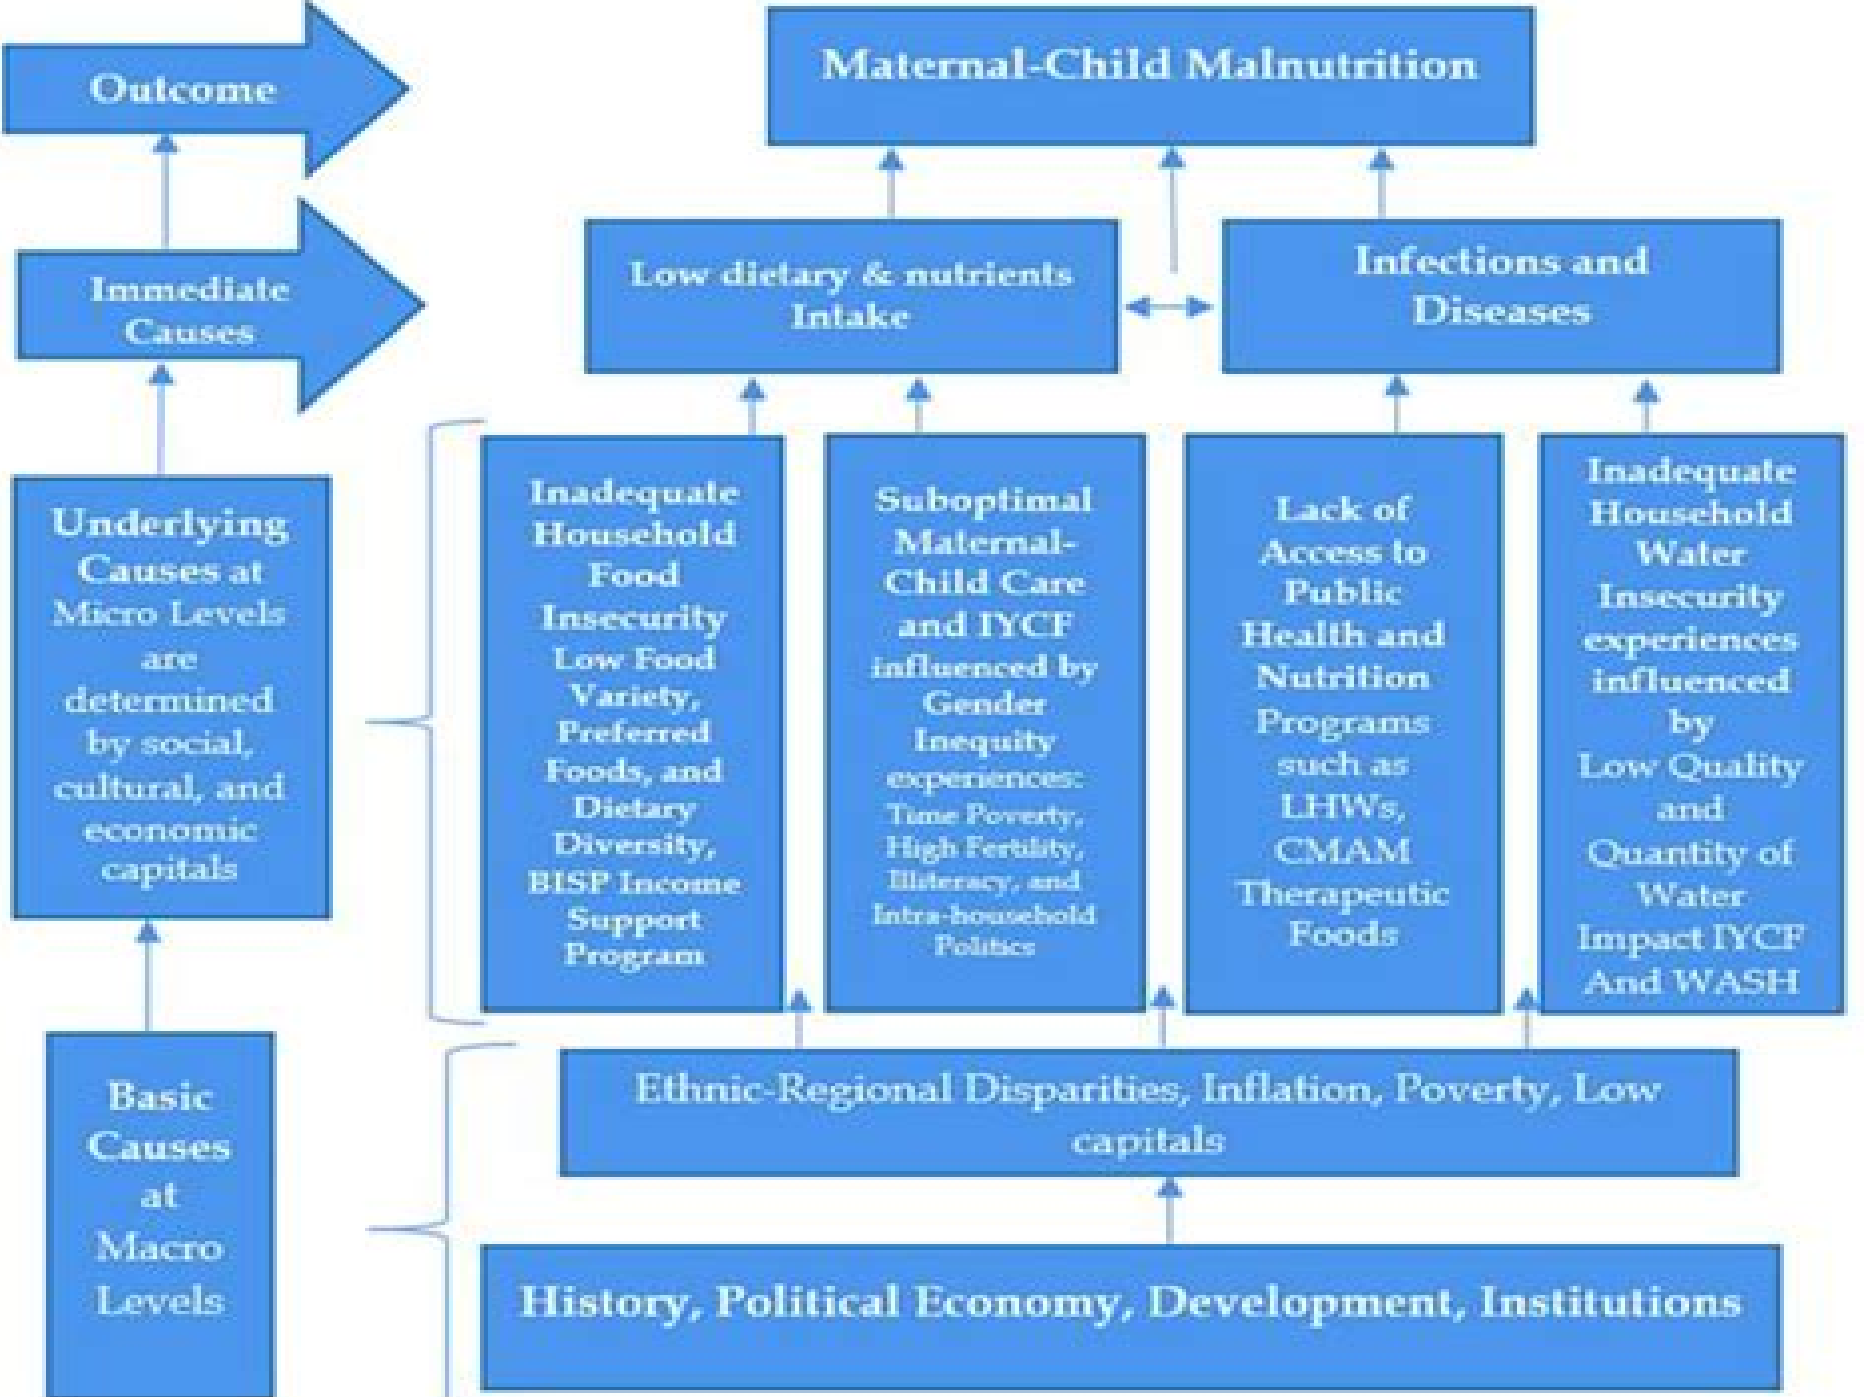 Outcome
Maternal-Child Malnutrition
Immediate
Causes
Low dietary & nutrients
Intake
Infections and
Diseases
Underlying
Causes at
Micro Levels
are
determined
by social,
cultural, and
economic
capitals
Inadequate
Household
Food
Insecurity
Low Food
Variety,
Preferred
Foods, and
Dietary
Diversity,
BISP Income
Support
Program
Suboptimal
Maternal-
Child Care
and IYCF
influenced by
Gender
Inequity
experiences:
Time Poverty,
High Fertility,
Illiteracy, and
Intra-household
Politics
Lack of
Access to
Public
Health and
Nutrition
Programs
such as
LHWs,
CMAM
Therapeutic
Foods
Inadequate
Household
Water
Insecurity
experiences
influenced
by
Low Quality
and
Quantity of
Water
Impact IYCF
And WASH
Basic
Causes
at
Macro
Levels
Ethnic-Regional Disparities, Inflation, Poverty, Low
capitals
History, Political Economy, Development, Institutions